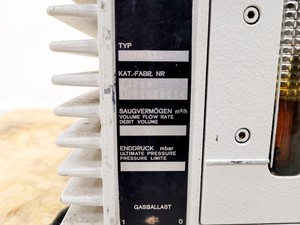 TYP
KAT.-FABR. NR
SAUGVERMÖGEN m³/h
VOLUME FLOW RATE
DEBIT VOLUME
ENDDRUCK mbar
ULTIMATE PRESSURE
PRESSION LIMITE
GASBALLAST
1 0